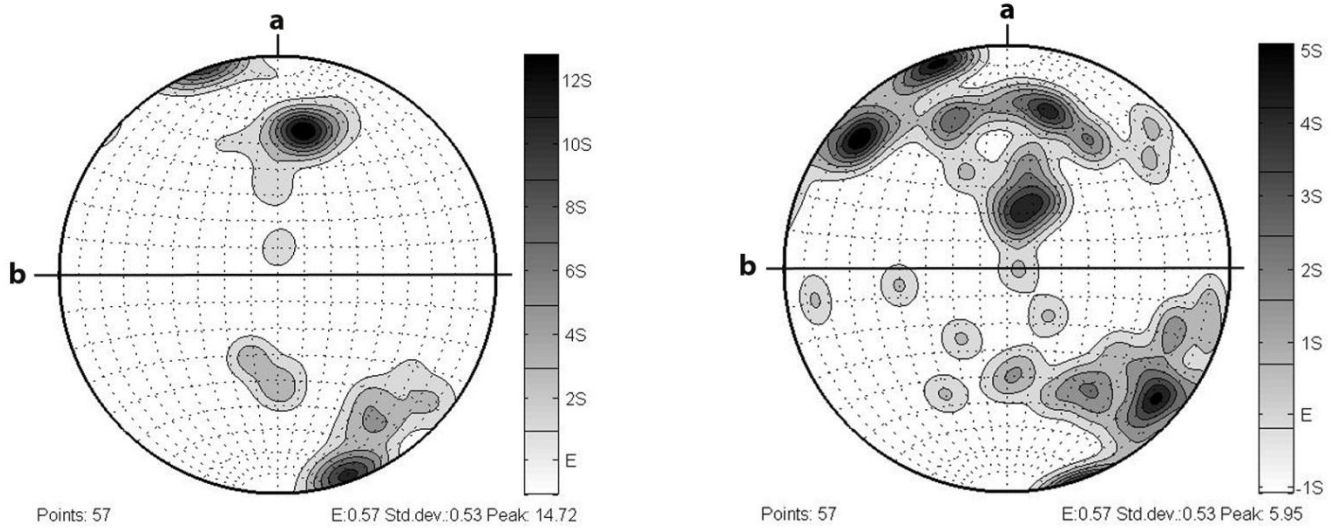 a
b
12S
10S
8S
6S
4S
2S
E
Points: 57
E:0.57 Std.dev.:0.53 Peak: 14.72
a
b
5S
4S
3S
2S
1S
E
-1S
Points: 57
E:0.57 Std.dev.:0.53 Peak: 5.95